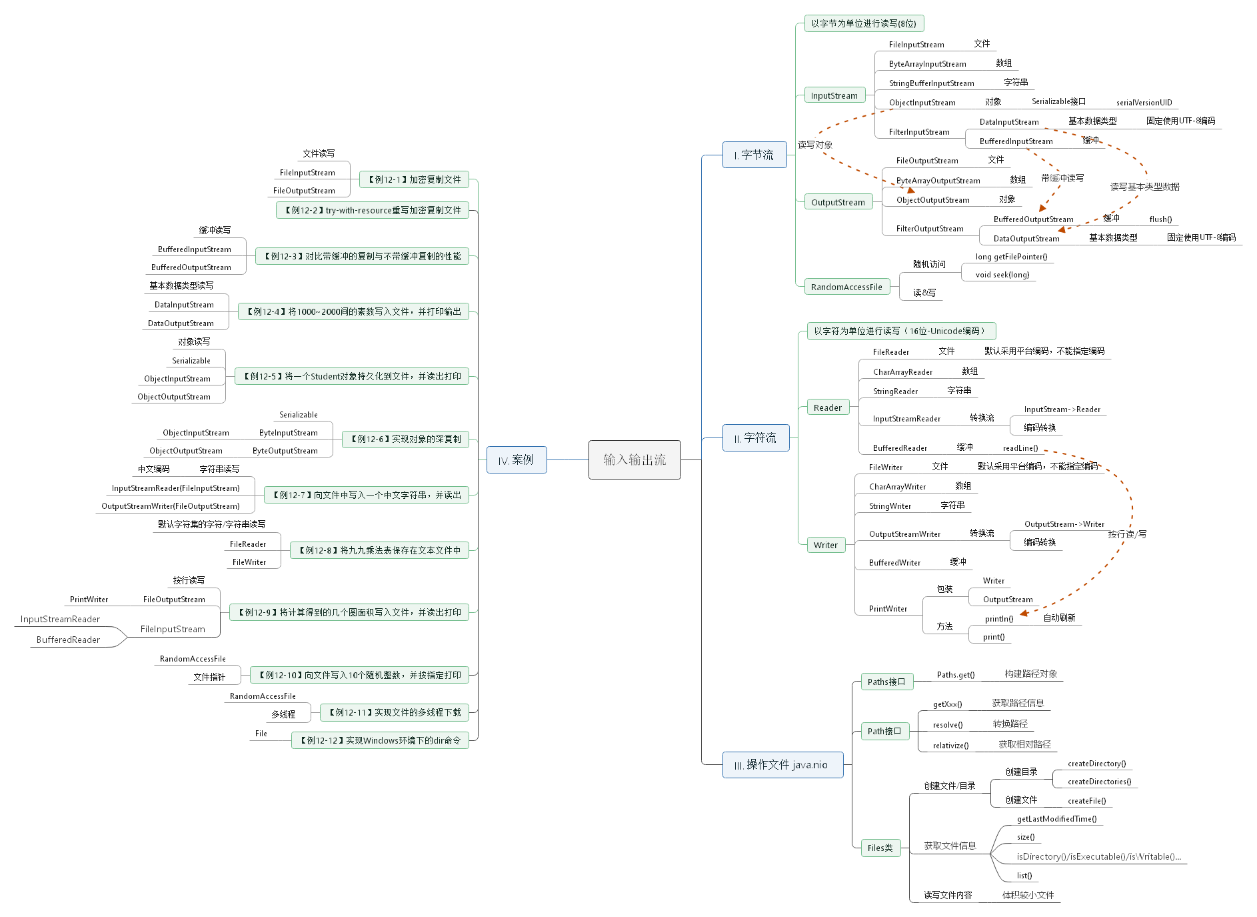 输入输出流
I. 字节流
以字节为单位进行读写(8位)
InputStream
FileInputStream 文件
ByteArrayInputStream 数组
StringBufferInputStream 字符串
ObjectInputStream 对象 Serializable接口 serialVersionUID
FilterInputStream
DataInputStream 基本数据类型 固定使用UTF-8编码
BufferedInputStream 缓冲
读写对象
带缓冲读写
读写基本类型数据
OutputStream
FileOutputStream 文件
ByteArrayOutputStream 数组
ObjectOutputStream 对象
FilterOutputStream
BufferedOutputStream 缓冲 flush()
DataOutputStream 基本数据类型 固定使用UTF-8编码
RandomAccessFile
随机访问
long getFilePointer()
void seek(long)
读&写
II. 字符流
以字符为单位进行读写（16位-Unicode编码）
Reader
FileReader 文件 默认采用平台编码，不能指定编码
CharArrayReader 数组
StringReader 字符串
InputStreamReader 转换流
InputStream->Reader
编码转换
BufferedReader 缓冲 readLine()
Writer
FileWriter 文件 默认采用平台编码，不能指定编码
CharArrayWriter 数组
StringWriter 字符串
OutputStreamWriter 转换流
OutputStream->Writer
编码转换
按行读/写
BufferedWriter 缓冲
PrintWriter
包装
Writer
OutputStream
方法
println() 自动刷新
print()
III. 操作文件 java.nio
Paths接口
Paths.get() 构建路径对象
Path接口
getXxx() 获取路径信息
resolve() 转换路径
relativize() 获取相对路径
Files类
创建文件/目录
创建目录
createDirectory()
createDirectories()
创建文件 createFile()
获取文件信息
getLastModifiedTime()
size()
isDirectory()/isExecutable()/isWritable()...
list()
读写文件内容 体积较小文件
IV. 案例
【例12-1】加密复制文件
文件读写
FileInputStream
FileOutputStream
【例12-2】try-with-resource重写加密复制文件
【例12-3】对比带缓冲的复制与不带缓冲复制的性能
缓冲读写
BufferedInputStream
BufferedOutputStream
【例12-4】将1000~2000间的素数写入文件，并打印输出
基本数据类型读写
DataInputStream
DataOutputStream
【例12-5】将一个Student对象持久化到文件，并读出打印
对象读写
Serializable
ObjectInputStream
ObjectOutputStream
【例12-6】实现对象的深复制
Serializable
ObjectInputStream ByteInputStream
ObjectOutputStream ByteOutputStream
【例12-7】向文件中写入一个中文字符串，并读出
中文编码 字符串读写
InputStreamReader(FileInputStream)
OutputStreamWriter(FileOutputStream)
【例12-8】将九九乘法表保存在文本文件中
默认字符集的字符/字符串读写
FileReader
FileWriter
【例12-9】将计算得到的几个圆面积写入文件，并读出打印
按行读写
PrintWriter FileOutputStream
FileInputStream
InputStreamReader
BufferedReader
【例12-10】向文件写入10个随机整数，并按指定打印
RandomAccessFile
文件指针
【例12-11】实现文件的多线程下载
RandomAccessFile
多线程
【例12-12】实现Windows环境下的dir命令
File